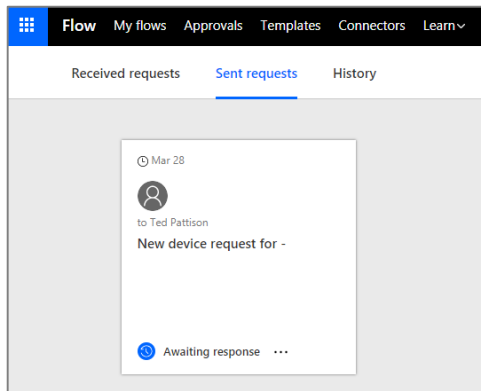 Flow My flows Approvals Templates Connectors Learn
Received requests Sent requests History
Mar 28
to Ted Pattison
New device request for -
Awaiting response ...